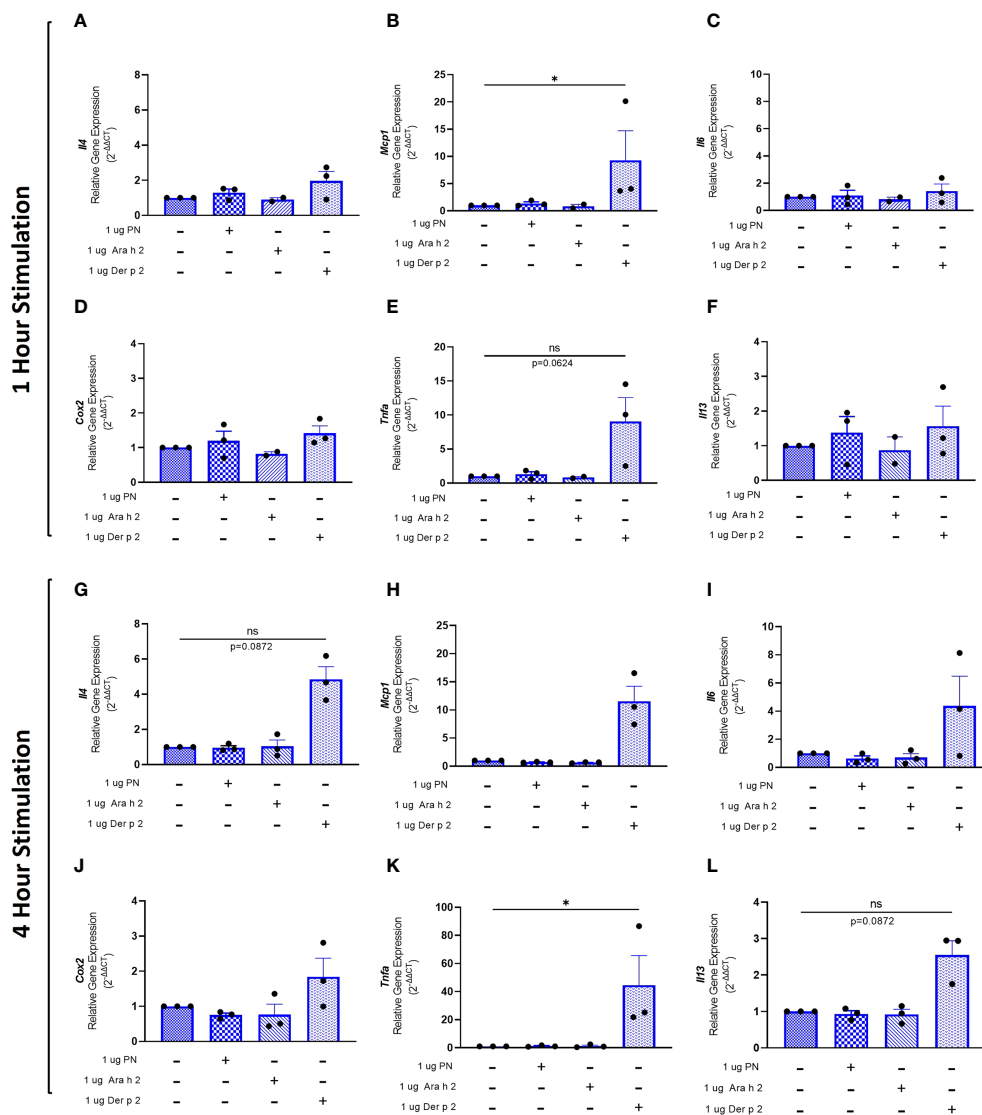 1 Hour Stimulation
A
Il4
Relative Gene Expression
(2^-ΔΔCT)
8
6
4
2
0
1 ug PN - + - -
1 ug Ara h 2 - - + -
1 ug Der p 2 - - - +
B
Mcp1
Relative Gene Expression
(2^-ΔΔCT)
25
20
15
10
5
0
*
1 ug PN - + - -
1 ug Ara h 2 - - + -
1 ug Der p 2 - - - +
C
Il6
Relative Gene Expression
(2^-ΔΔCT)
10
8
6
4
2
0
1 ug PN - + - -
1 ug Ara h 2 - - + -
1 ug Der p 2 - - - +
D
Cox2
Relative Gene Expression
(2^-ΔΔCT)
4
3
2
1
0
1 ug PN - + - -
1 ug Ara h 2 - - + -
1 ug Der p 2 - - - +
E
Tnfa
Relative Gene Expression
(2^-ΔΔCT)
20
15
10
5
0
ns
p=0.0624
1 ug PN - + - -
1 ug Ara h 2 - - + -
1 ug Der p 2 - - - +
F
Il13
Relative Gene Expression
(2^-ΔΔCT)
4
3
2
1
0
1 ug PN - + - -
1 ug Ara h 2 - - + -
1 ug Der p 2 - - - +
4 Hour Stimulation
G
Il4
Relative Gene Expression
(2^-ΔΔCT)
8
6
4
2
0
ns
p=0.0872
1 ug PN - + - -
1 ug Ara h 2 - - + -
1 ug Der p 2 - - - +
H
Mcp1
Relative Gene Expression
(2^-ΔΔCT)
25
20
15
10
5
0
1 ug PN - + - -
1 ug Ara h 2 - - + -
1 ug Der p 2 - - - +
I
Il6
Relative Gene Expression
(2^-ΔΔCT)
10
8
6
4
2
0
1 ug PN - + - -
1 ug Ara h 2 - - + -
1 ug Der p 2 - - - +
J
Cox2
Relative Gene Expression
(2^-ΔΔCT)
4
3
2
1
0
1 ug PN - + - -
1 ug Ara h 2 - - + -
1 ug Der p 2 - - - +
K
Tnfa
Relative Gene Expression
(2^-ΔΔCT)
100
80
60
40
20
0
*
1 ug PN - + - -
1 ug Ara h 2 - - + -
1 ug Der p 2 - - - +
L
Il13
Relative Gene Expression
(2^-ΔΔCT)
4
3
2
1
0
ns
p=0.0872
1 ug PN - + - -
1 ug Ara h 2 - - + -
1 ug Der p 2 - - - +